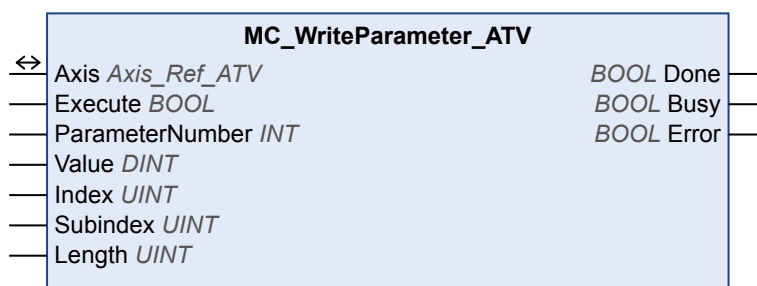 MC_WriteParameter_ATV
Axis Axis_Ref_ATV BOOL Done
Execute BOOL BOOL Busy
ParameterNumber INT BOOL Error
Value DINT
Index UINT
Subindex UINT
Length UINT